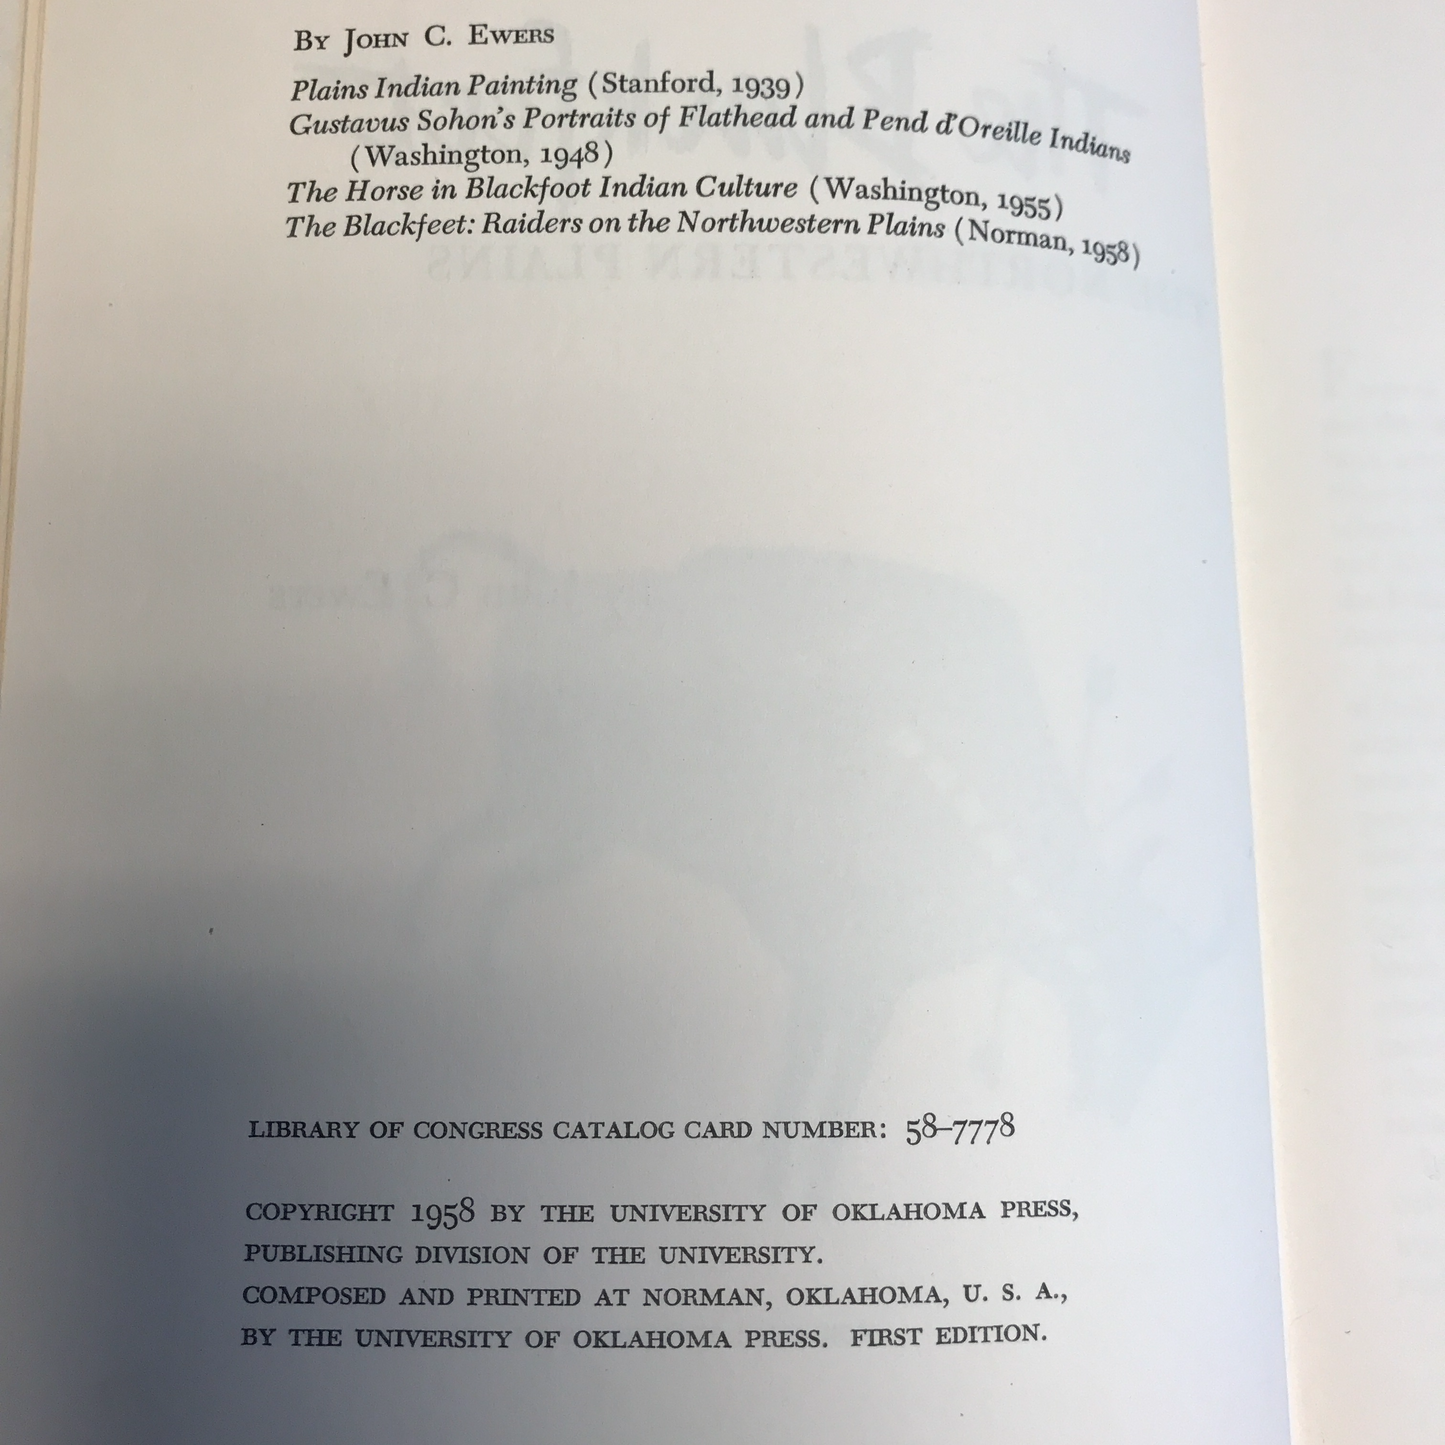 By John C. Ewers
Plains Indian Painting (Stanford, 1939)
Gustavus Sohon's Portraits of Flathead and Pend d'Oreille Indians
(Washington, 1948)
The Horse in Blackfoot Indian Culture (Washington, 1955)
The Blackfeet: Raiders on the Northwestern Plains (Norman, 1958)
LIBRARY OF CONGRESS CATALOG CARD NUMBER: 58–7778
COPYRIGHT 1958 BY THE UNIVERSITY OF OKLAHOMA PRESS,
PUBLISHING DIVISION OF THE UNIVERSITY.
COMPOSED AND PRINTED AT NORMAN, OKLAHOMA, U. S. A.,
BY THE UNIVERSITY OF OKLAHOMA PRESS. FIRST EDITION.